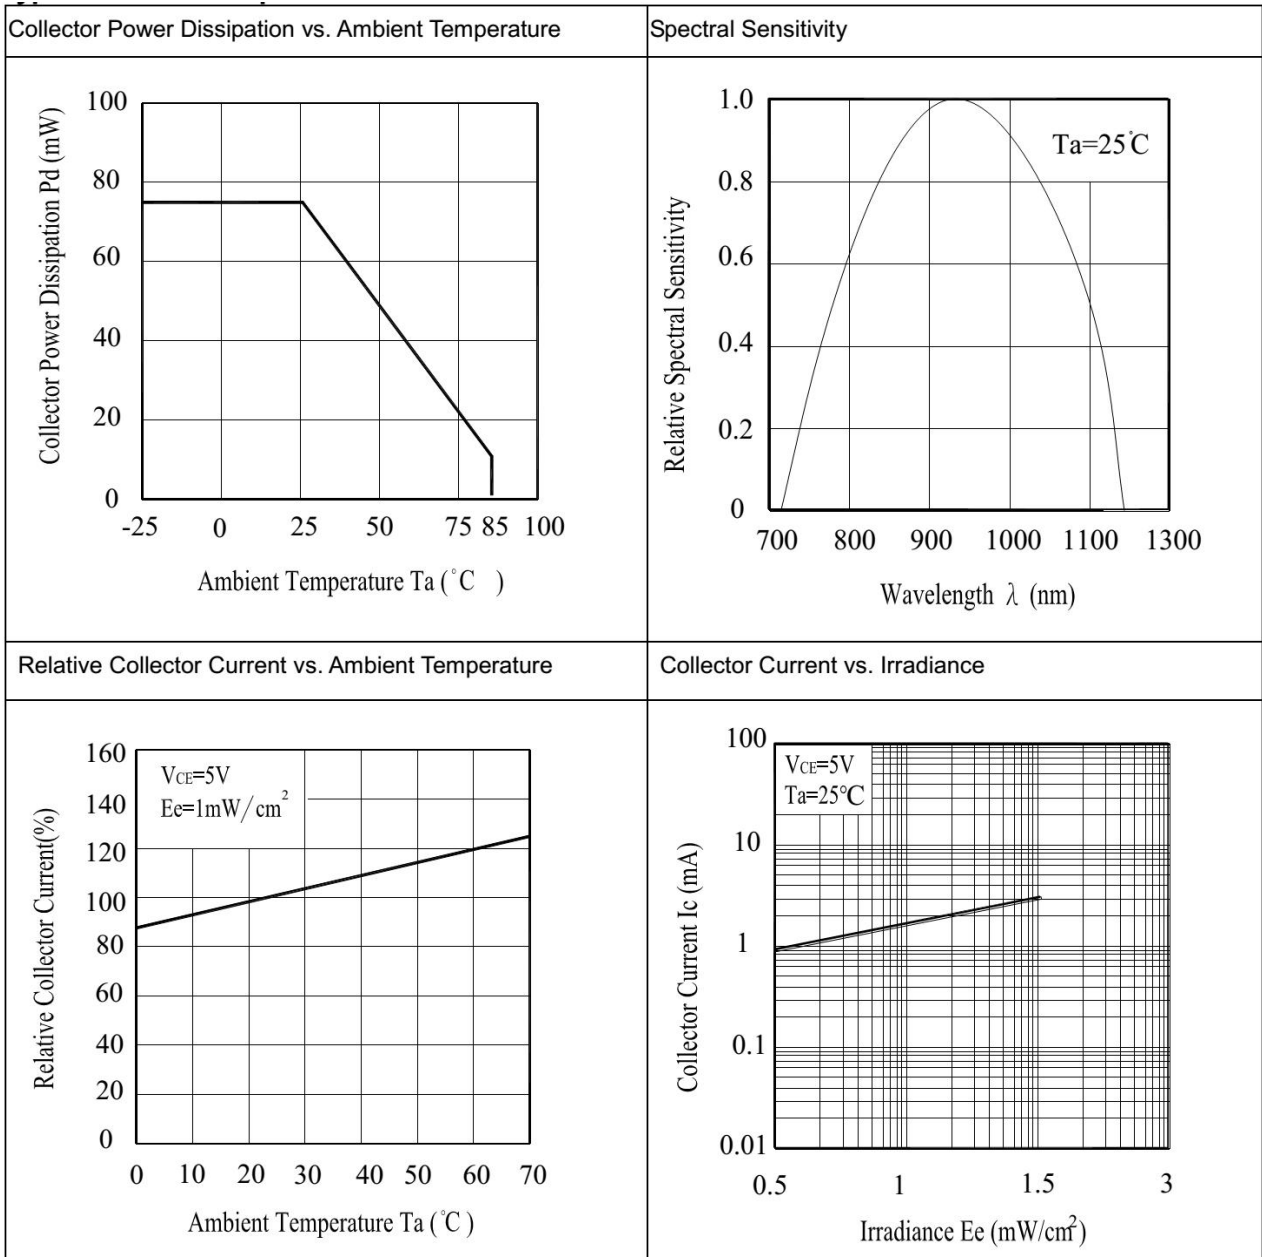 Collector Power Dissipation vs. Ambient Temperature
Spectral Sensitivity
Collector Power Dissipation Pd (mW)
100
80
60
40
20
0
-25 0 25 50 75 85 100
Ambient Temperature Ta (°C )
Relative Spectral Sensitivity
1.0
0.8
0.6
0.4
0.2
0
Ta=25°C
700 800 900 1000 1100 1300
Wavelength λ (nm)
Relative Collector Current vs. Ambient Temperature
Collector Current vs. Irradiance
Relative Collector Current(%)
160
140
120
100
80
60
40
20
0
VCE=5V
Ee=1mW/cm²
0 10 20 30 40 50 60 70
Ambient Temperature Ta (°C )
Collector Current Ic (mA)
100
10
1
0.1
0.01
VCE=5V
Ta=25℃
0.5 1 1.5 3
Irradiance Ee (mW/cm²)